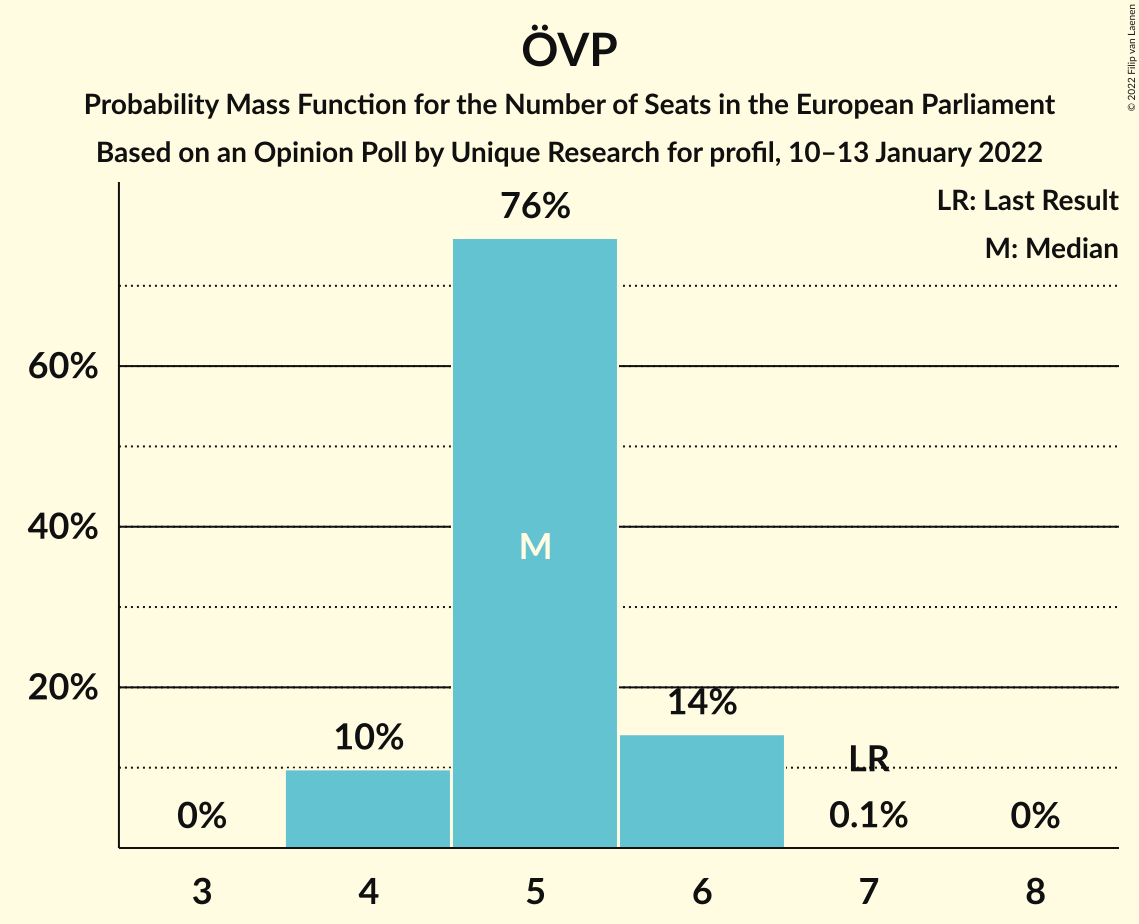 ÖVP
Probability Mass Function for the Number of Seats in the European Parliament
Based on an Opinion Poll by Unique Research for profil, 10–13 January 2022
© 2022 Filip van Laenen
LR: Last Result
M: Median
76%
60%
40%
M
20%
14%
10%
LR
0%
0.1%
0%
3
4
5
6
7
8